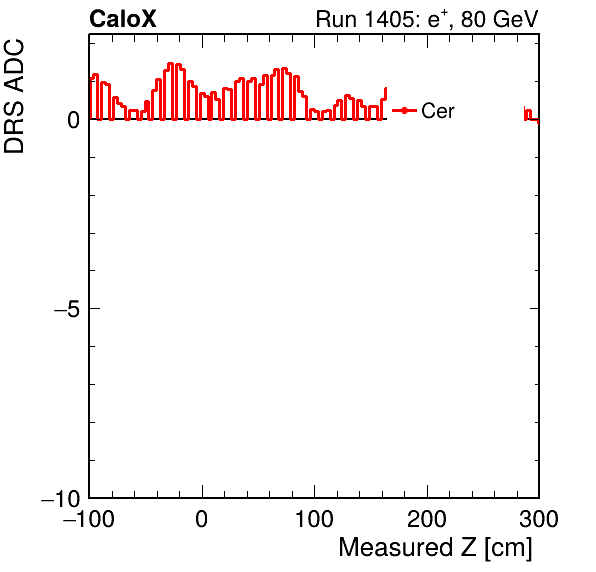 CaloX Run 1405: e⁺, 80 GeV
DRS ADC
Cer
0
−5
−10
−100 0 100 200 300
Measured Z [cm]